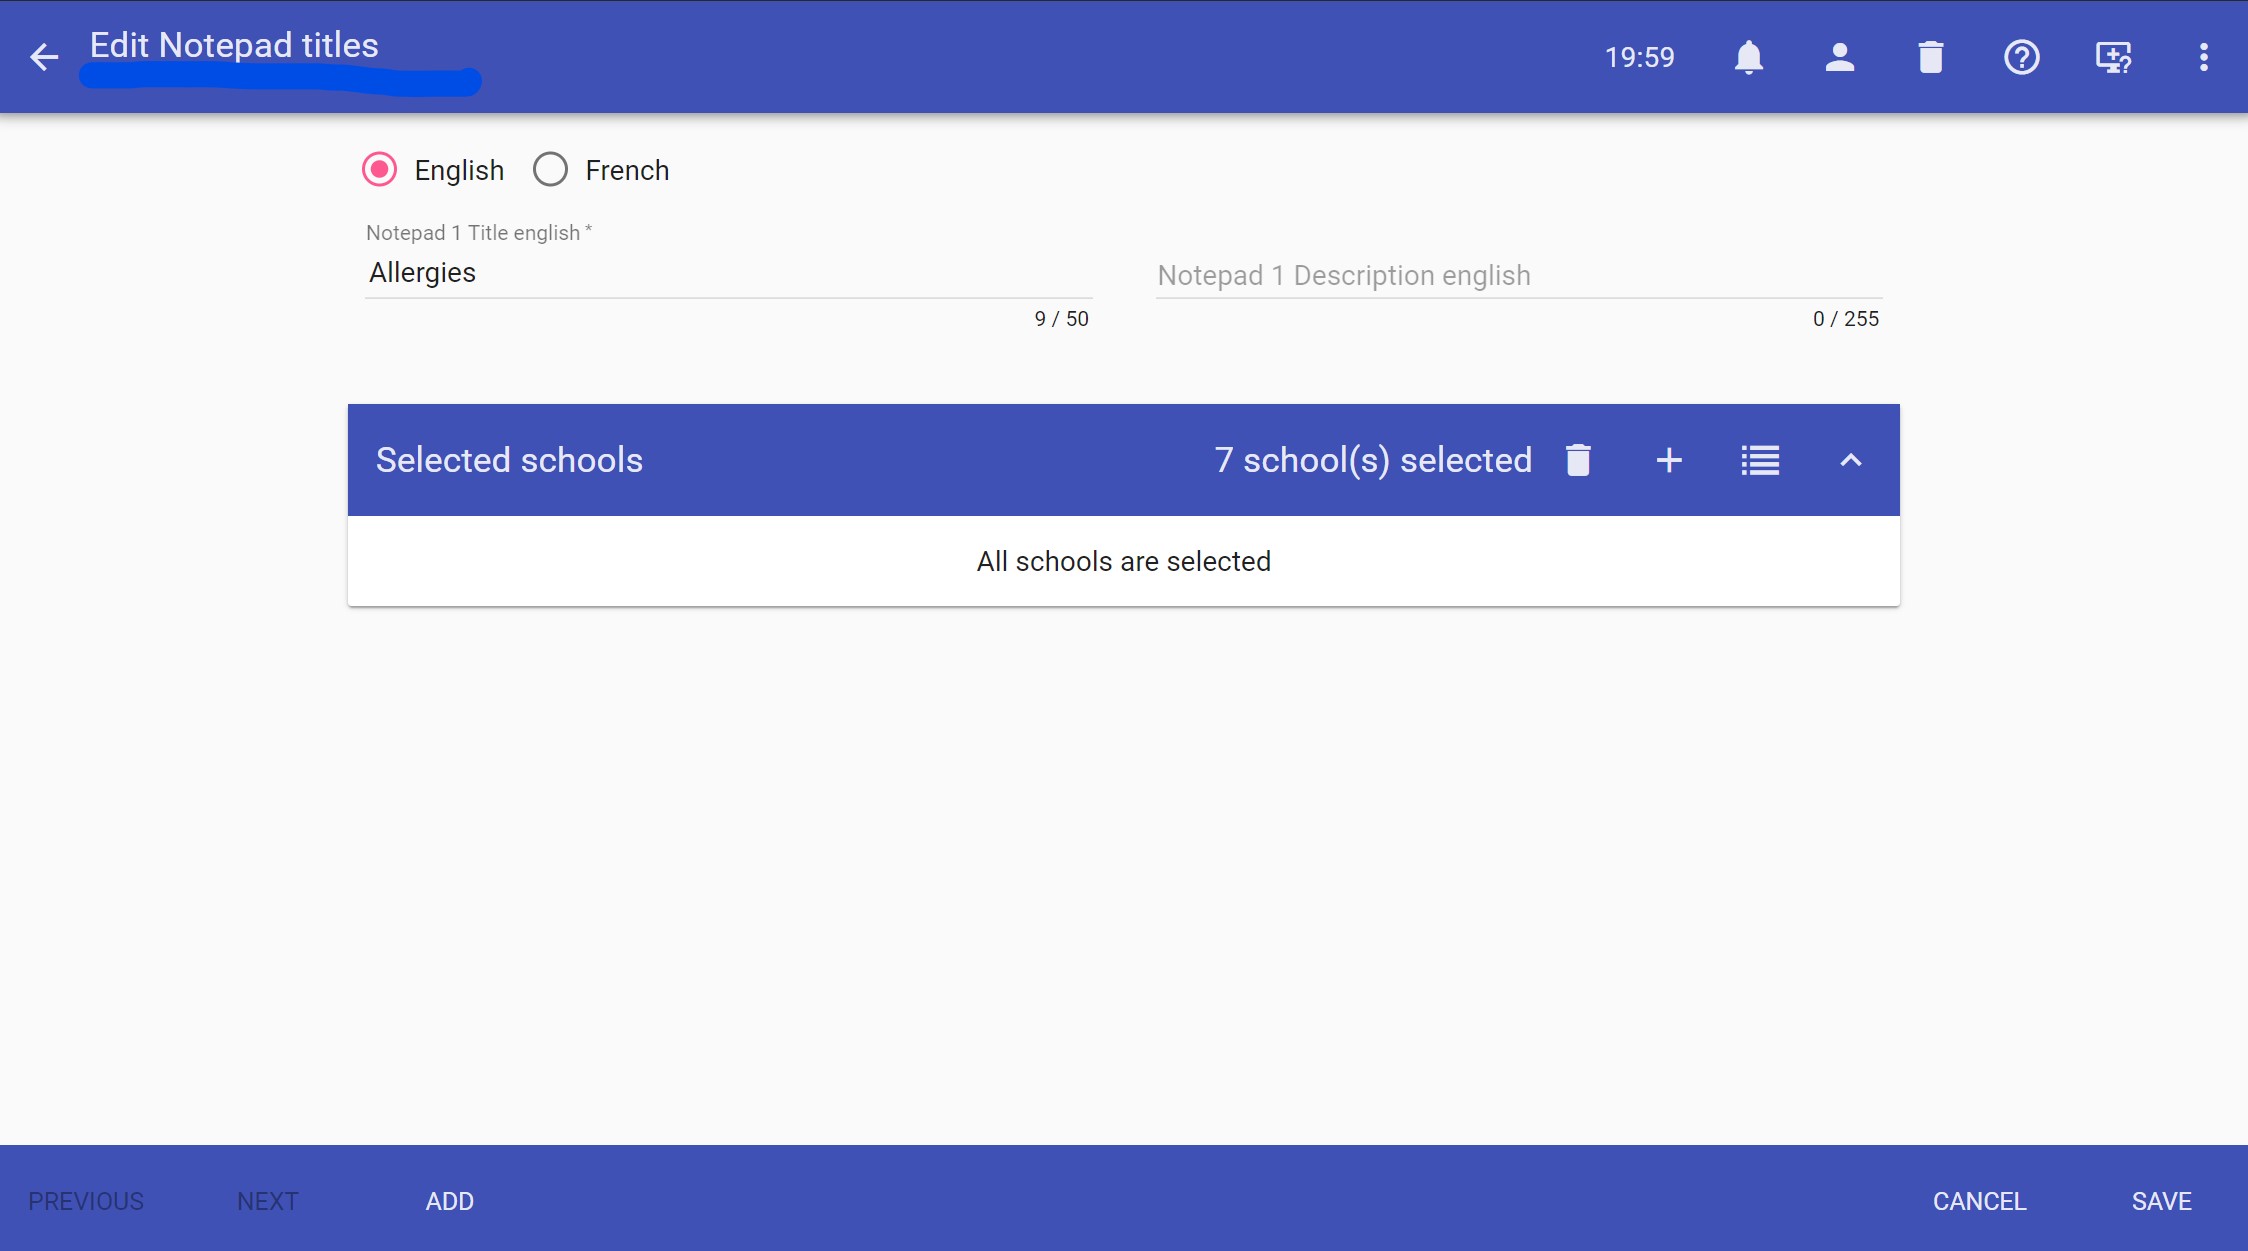 Edit Notepad titles
19:59
English
French
Notepad 1 Title english *
Allergies
Notepad 1 Description english
9 / 50
0 / 255
Selected schools
7 school(s) selected
All schools are selected
PREVIOUS
NEXT
ADD
CANCEL
SAVE